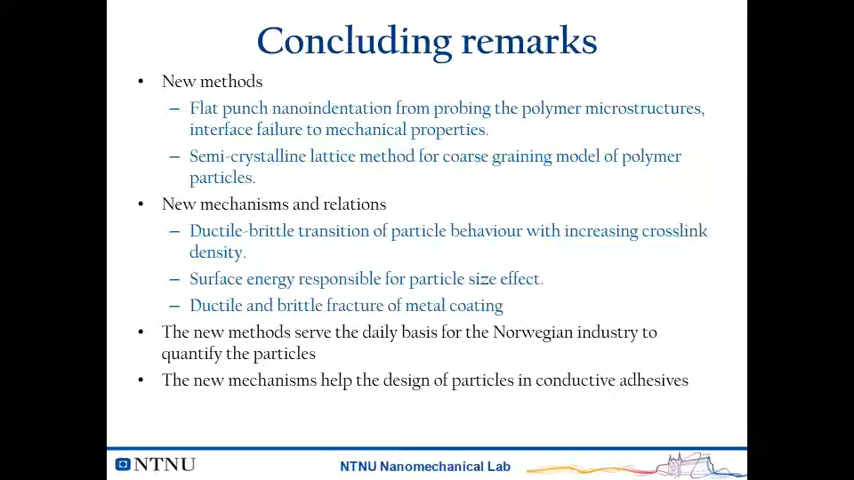 Concluding remarks
• New methods
– Flat punch nanoindentation from probing the polymer microstructures,
interface failure to mechanical properties.
– Semi-crystalline lattice method for coarse graining model of polymer
particles.
• New mechanisms and relations
– Ductile-brittle transition of particle behaviour with increasing crosslink
density.
– Surface energy responsible for particle size effect.
– Ductile and brittle fracture of metal coating
• The new methods serve the daily basis for the Norwegian industry to
quantify the particles
• The new mechanisms help the design of particles in conductive adhesives
NTNU
NTNU Nanomechanical Lab